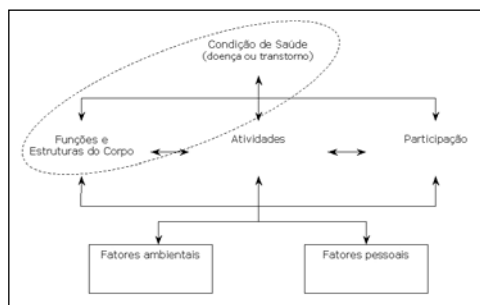 Condição de Saúde
(doença ou transtorno)
Funções e
Estruturas do Corpo
Atividades
Participação
Fatores ambientais
Fatores pessoais